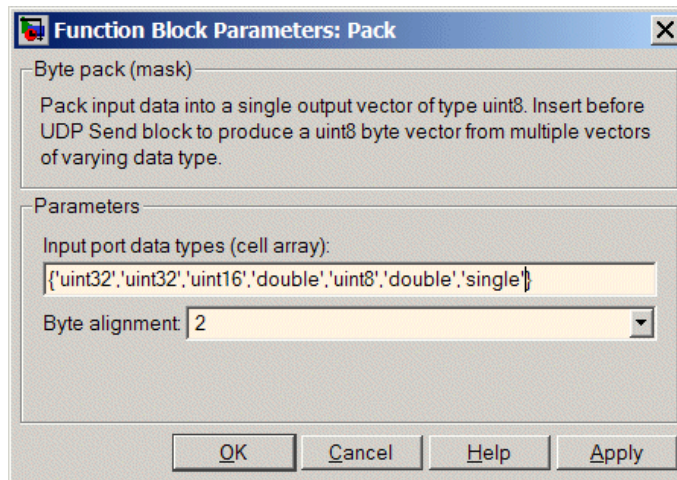 Function Block Parameters: Pack
Byte pack (mask)
Pack input data into a single output vector of type uint8. Insert before
UDP Send block to produce a uint8 byte vector from multiple vectors
of varying data type.
Parameters
Input port data types (cell array):
{'uint32','uint32','uint16','double','uint8','double','single'}
Byte alignment: 2
OK Cancel Help Apply